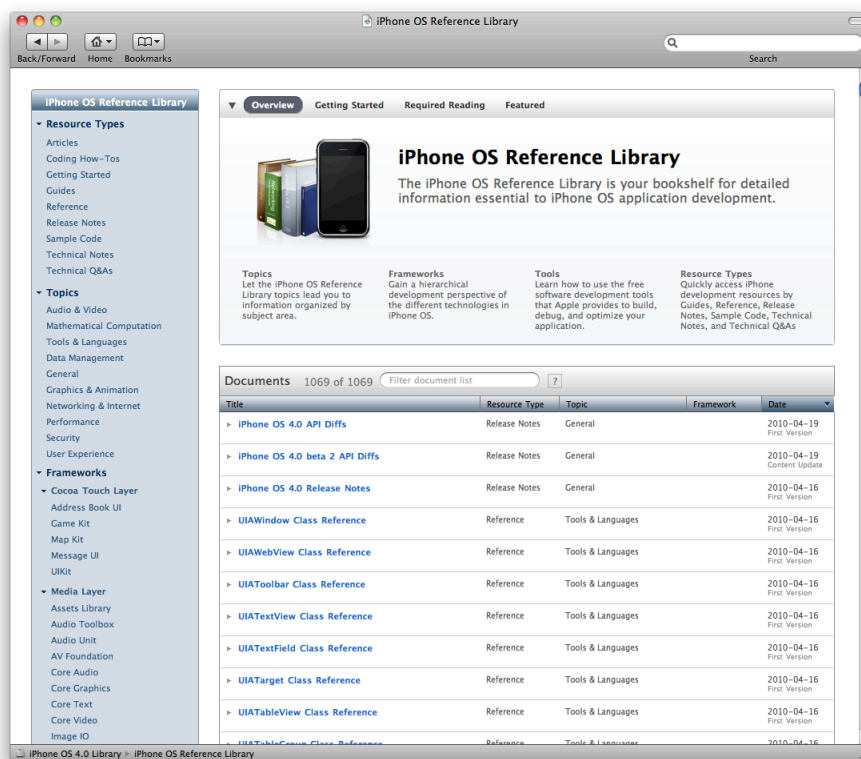 iPhone OS Reference Library
Back/Forward Home Bookmarks
Search
iPhone OS Reference Library
Resource Types
Articles
Coding How-Tos
Getting Started
Guides
Reference
Release Notes
Sample Code
Technical Notes
Technical Q&As
Topics
Audio & Video
Mathematical Computation
Tools & Languages
Data Management
General
Graphics & Animation
Networking & Internet
Performance
Security
User Experience
Frameworks
Cocoa Touch Layer
Address Book UI
Game Kit
Map Kit
Message UI
UIKit
Media Layer
Assets Library
Audio Toolbox
Audio Unit
AV Foundation
Core Audio
Core Graphics
Core Text
Core Video
Image IO
Overview Getting Started Required Reading Featured
iPhone OS Reference Library
The iPhone OS Reference Library is your bookshelf for detailed
information essential to iPhone OS application development.
Topics
Let the iPhone OS Reference
Library topics lead you to
information organized by
subject area.
Frameworks
Gain a hierarchical
development perspective of
the different technologies in
iPhone OS.
Tools
Learn how to use the free
software development tools
that Apple provides to build,
debug, and optimize your
application.
Resource Types
Quickly access iPhone
development resources by
Guides, Reference, Release
Notes, Sample Code, Technical
Notes, and Technical Q&As
Documents 1069 of 1069 Filter document list ?
Title Resource Type Topic Framework Date
iPhone OS 4.0 API Diffs Release Notes General 2010-04-19
First Version
iPhone OS 4.0 beta 2 API Diffs Release Notes General 2010-04-19
Content Update
iPhone OS 4.0 Release Notes Release Notes General 2010-04-16
First Version
UIAWindow Class Reference Reference Tools & Languages 2010-04-16
First Version
UIAWebView Class Reference Reference Tools & Languages 2010-04-16
First Version
UIAToolbar Class Reference Reference Tools & Languages 2010-04-16
First Version
UIATextView Class Reference Reference Tools & Languages 2010-04-16
First Version
UIATextField Class Reference Reference Tools & Languages 2010-04-16
First Version
UIATarget Class Reference Reference Tools & Languages 2010-04-16
First Version
UIATableView Class Reference Reference Tools & Languages 2010-04-16
First Version
UIATableGroup Class Reference Reference Tools & Languages 2010-04-16
iPhone OS 4.0 Library iPhone OS Reference Library